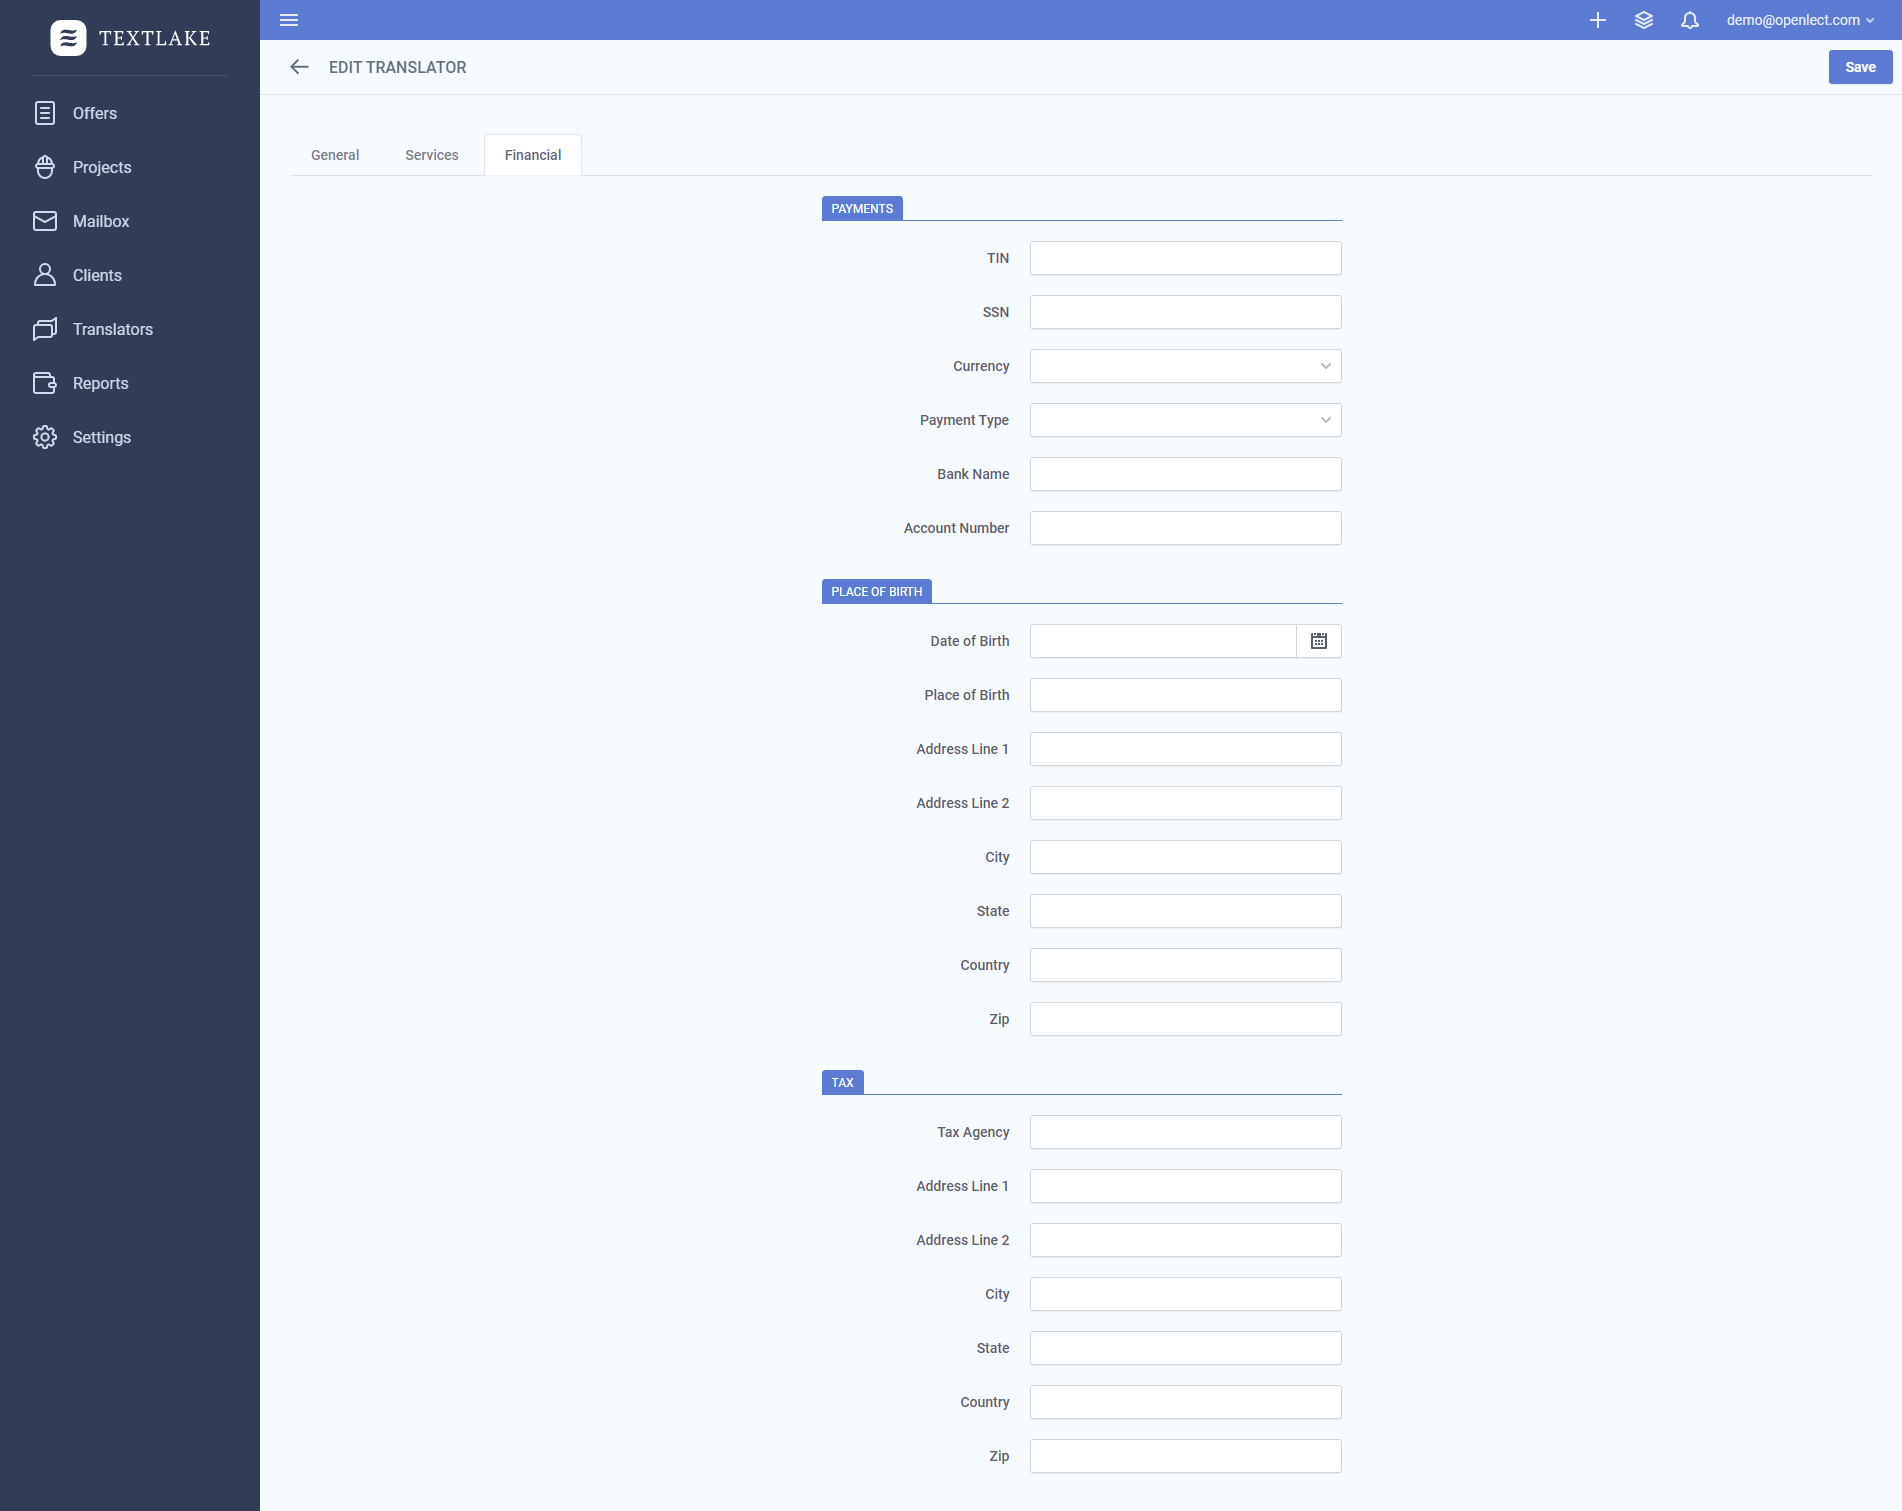 TEXTLAKE
demo@openlect.com
EDIT TRANSLATOR
Save
Offers
Projects
Mailbox
Clients
Translators
Reports
Settings
General
Services
Financial
PAYMENTS
TIN
SSN
Currency
Payment Type
Bank Name
Account Number
PLACE OF BIRTH
Date of Birth
Place of Birth
Address Line 1
Address Line 2
City
State
Country
Zip
TAX
Tax Agency
Address Line 1
Address Line 2
City
State
Country
Zip